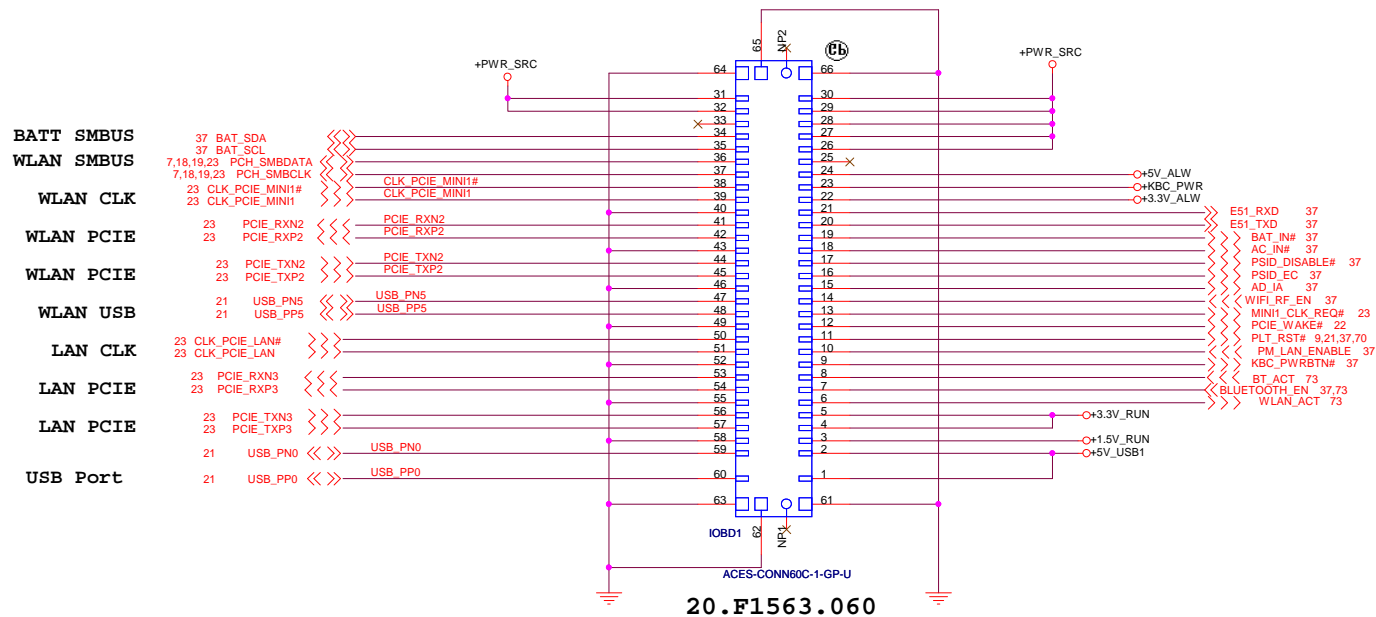 65 NP2 Cb
+PWR_SRC +PWR_SRC
64 66
31 30
32 29
33 28
BATT SMBUS 37 BAT_SDA 34 27
37 BAT_SCL 35 26
WLAN SMBUS 7,18,19,23 PCH_SMBDATA 36 25
7,18,19,23 PCH_SMBCLK 37 24 +5V_ALW
23 CLK_PCIE_MINI1# CLK_PCIE_MINI1# 38 23 +KBC_PWR
WLAN CLK 23 CLK_PCIE_MINI1 CLK_PCIE_MINI1 39 22 +3.3V_ALW
40 21 E51_RXD 37
23 PCIE_RXN2 PCIE_RXN2 41 20 E51_TXD 37
WLAN PCIE 23 PCIE_RXP2 PCIE_RXP2 42 19 BAT_IN# 37
43 18 AC_IN# 37
23 PCIE_TXN2 PCIE_TXN2 44 17 PSID_DISABLE# 37
WLAN PCIE 23 PCIE_TXP2 PCIE_TXP2 45 16 PSID_EC 37
46 15 AD_IA 37
21 USB_PN5 USB_PN5 47 14 WIFI_RF_EN 37
WLAN USB 21 USB_PP5 USB_PP5 48 13 MINI1_CLK_REQ# 23
49 12 PCIE_WAKE# 22
23 CLK_PCIE_LAN# 50 11 PLT_RST# 9,21,37,70
LAN CLK 23 CLK_PCIE_LAN 51 10 PM_LAN_ENABLE 37
52 9 KBC_PWRBTN# 37
23 PCIE_RXN3 53 8 BT_ACT 73
LAN PCIE 23 PCIE_RXP3 54 7 BLUETOOTH_EN 37,73
55 6 WLAN_ACT 73
23 PCIE_TXN3 56 5 +3.3V_RUN
LAN PCIE 23 PCIE_TXP3 57 4
58 3 +1.5V_RUN
21 USB_PN0 USB_PN0 59 2 +5V_USB1
USB Port 21 USB_PP0 USB_PP0 60 1
63 61
IOBD1 62 NP1
ACES-CONN60C-1-GP-U
20.F1563.060